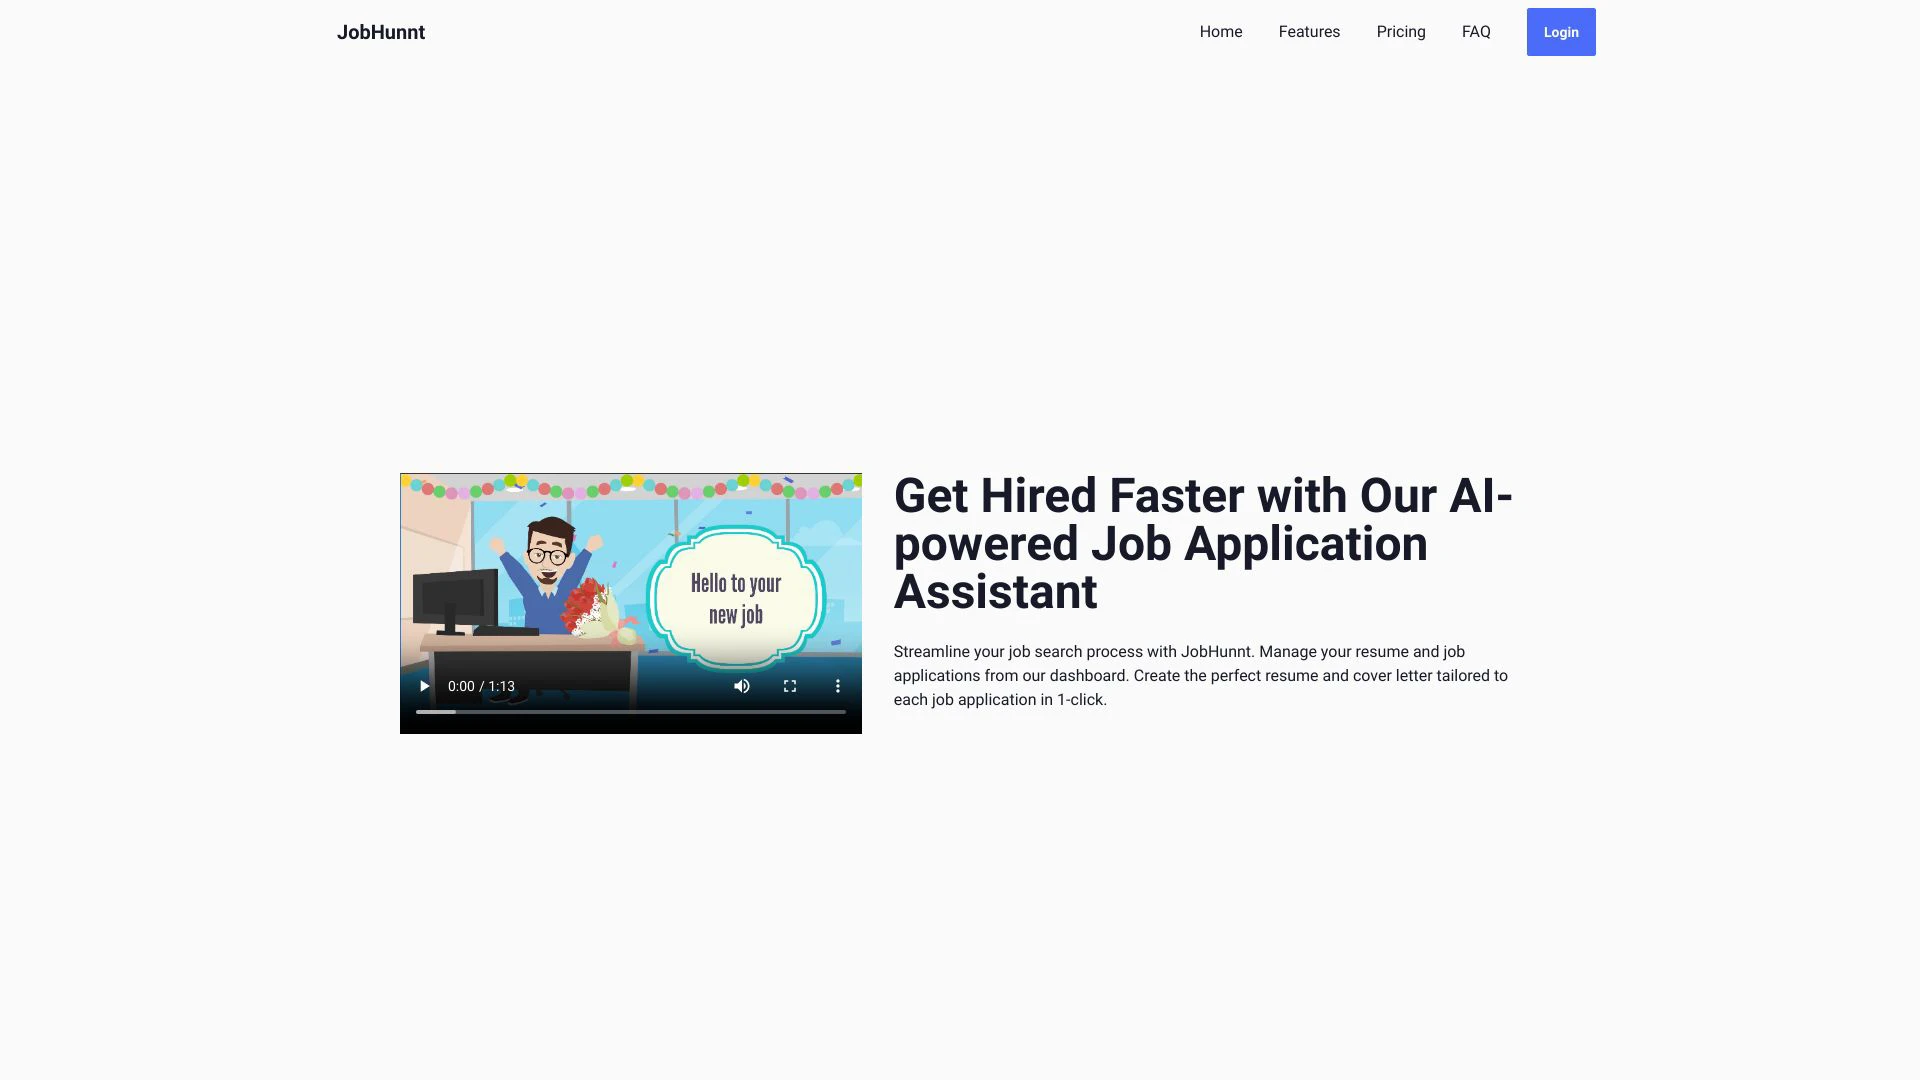 JobHunnt
Home
Features
Pricing
FAQ
Login
Hello to your
new job
0:00 / 1:13
Get Hired Faster with Our AI-
powered Job Application
Assistant
Streamline your job search process with JobHunnt. Manage your resume and job
applications from our dashboard. Create the perfect resume and cover letter tailored to
each job application in 1-click.